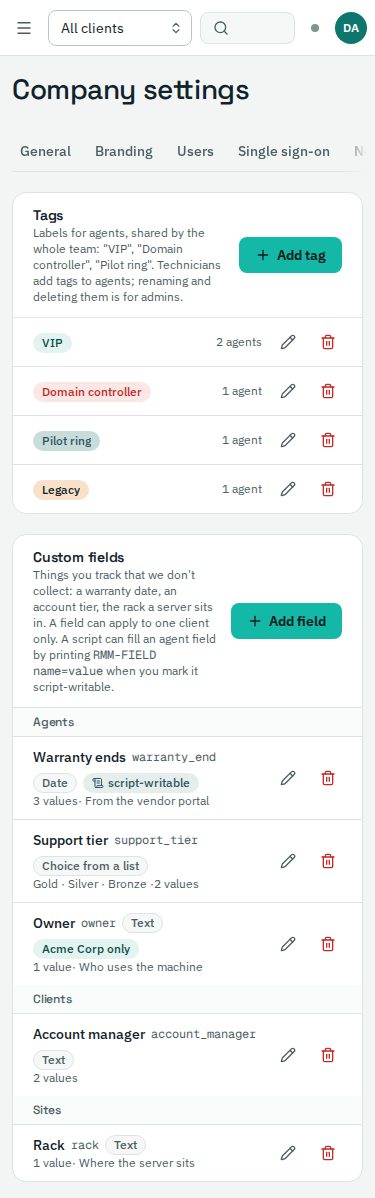 All clients
DA
Company settings
General Branding Users Single sign-on
Tags
Labels for agents, shared by the
whole team: "VIP", "Domain
controller", "Pilot ring". Technicians
add tags to agents; renaming and
deleting them is for admins.
Add tag
VIP 2 agents
Domain controller 1 agent
Pilot ring 1 agent
Legacy 1 agent
Custom fields
Things you track that we don't
collect: a warranty date, an
account tier, the rack a server sits
in. A field can apply to one client
only. A script can fill an agent field
by printing RMM-FIELD
name=value when you mark it
script-writable.
Add field
Agents
Warranty ends warranty_end
Date script-writable
3 values· From the vendor portal
Support tier support_tier
Choice from a list
Gold · Silver · Bronze ·2 values
Owner owner Text
Acme Corp only
1 value· Who uses the machine
Clients
Account manager account_manager
Text
2 values
Sites
Rack rack Text
1 value· Where the server sits